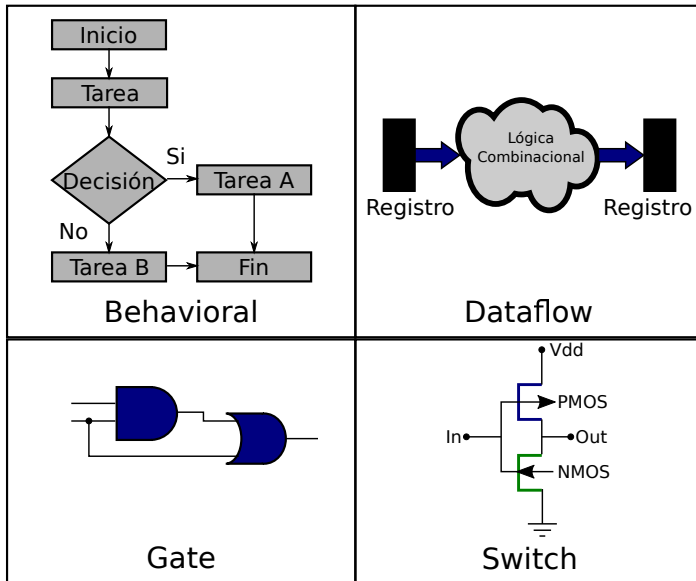 Inicio
Tarea
Decisión
Si
Tarea A
No
Tarea B
Fin
Behavioral
Lógica
Combinacional
Registro
Registro
Dataflow
Gate
Vdd
PMOS
In
Out
NMOS
Switch